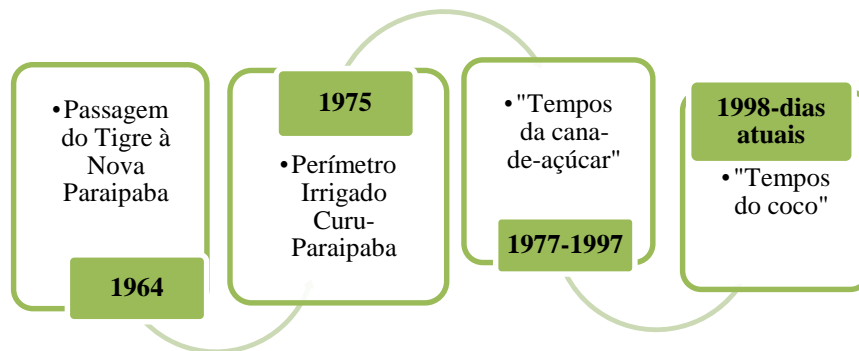 •Passagem
do Tigre à
Nova
Paraipaba
1964
1975
•Perímetro
Irrigado
Curu-
Paraipaba
•"Tempos
da cana-
de-açúcar"
1977-1997
1998-dias
atuais
•"Tempos
do coco"